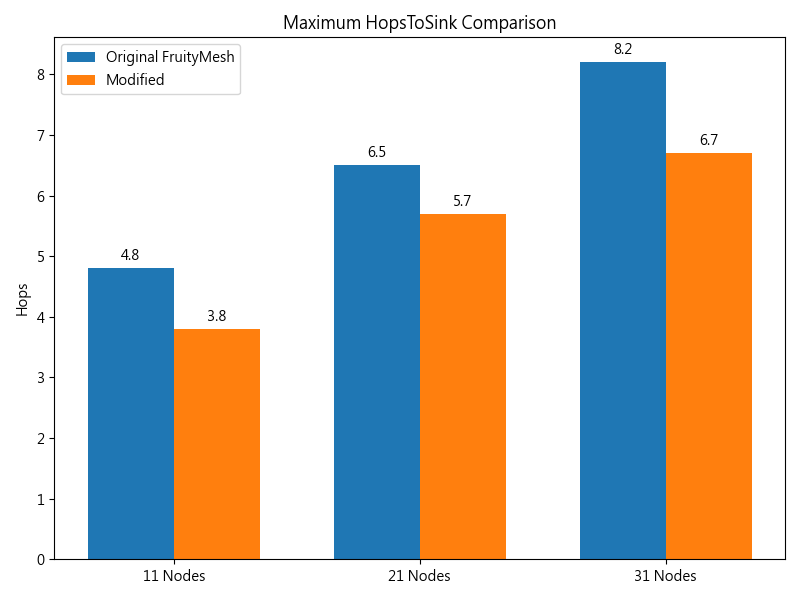 Maximum HopsToSink Comparison
Original FruityMesh
Modified
8.2
6.7
6.5
5.7
4.8
3.8
Hops
8
7
6
5
4
3
2
1
0
11 Nodes
21 Nodes
31 Nodes